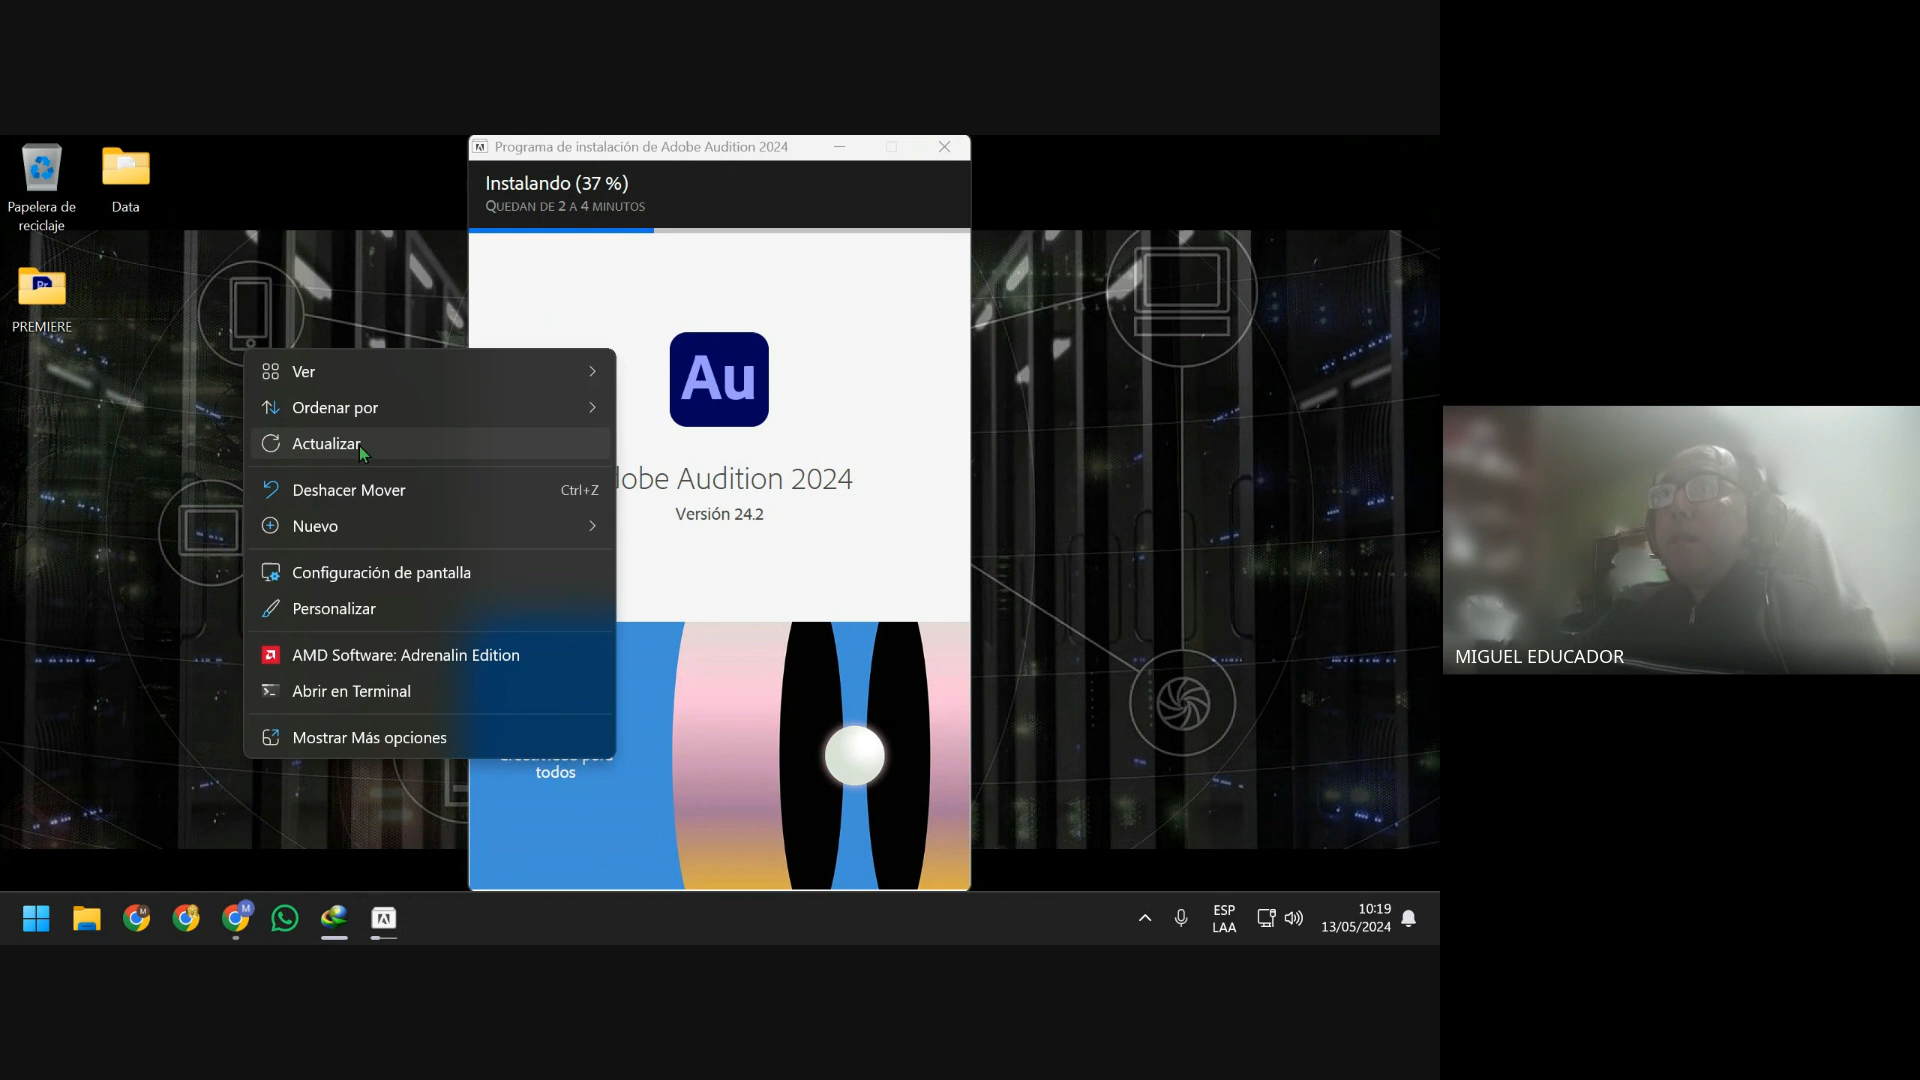 Papelera de
reciclaje
Data
Pr
PREMIERE
Programa de instalación de Adobe Audition 2024
Instalando (37 %)
QUEDAN DE 2 A 4 MINUTOS
Au
lobe Audition 2024
Versión 24.2
todos
Ver
Ordenar por
Actualizar
Deshacer Mover Ctrl+Z
Nuevo
Configuración de pantalla
Personalizar
AMD Software: Adrenalin Edition
Abrir en Terminal
Mostrar Más opciones
M
M
ESP
LAA
10:19
13/05/2024
MIGUEL EDUCADOR